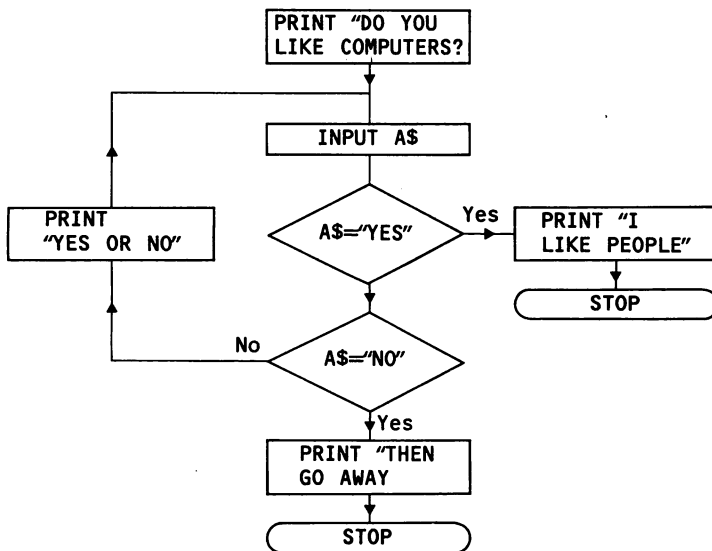 PRINT "DO YOU
LIKE COMPUTERS?
INPUT A$
A$="YES"
Yes
PRINT "I
LIKE PEOPLE"
STOP
PRINT
"YES OR NO"
No
A$="NO"
Yes
PRINT "THEN
GO AWAY
STOP